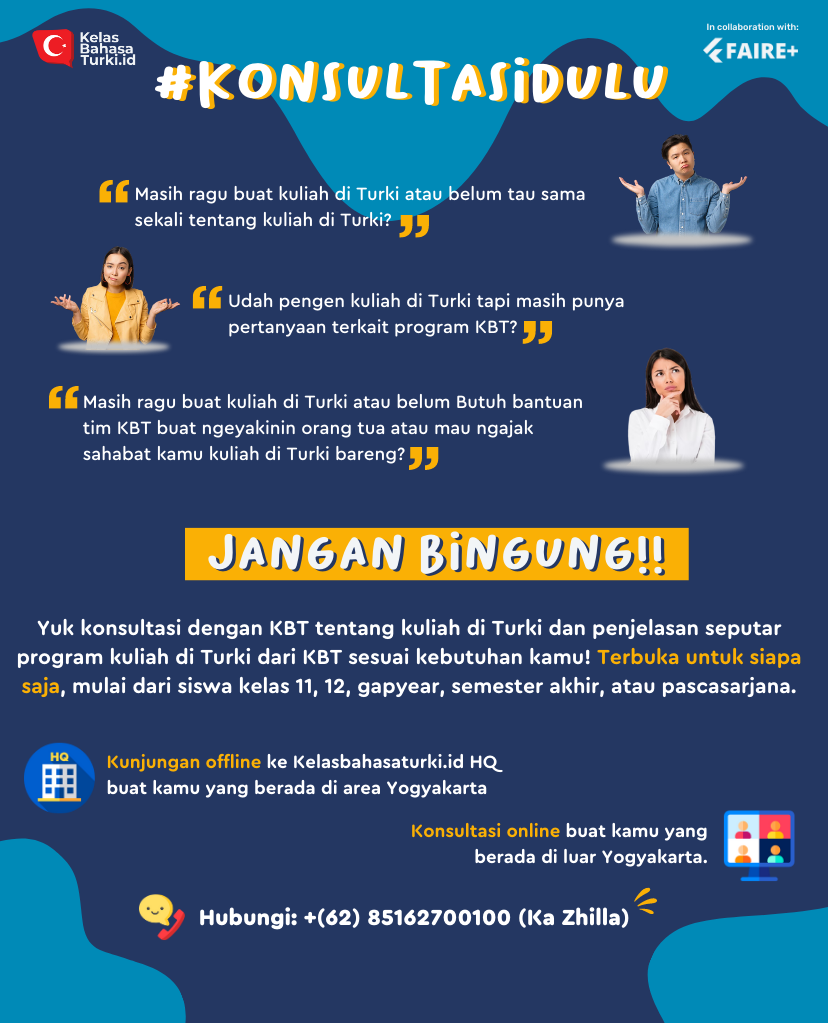 Kelas
Bahasa
Turki.id
In collaboration with:
FAIRE+
#KONSULTASiDULU
“ Masih ragu buat kuliah di Turki atau belum tau sama
sekali tentang kuliah di Turki? ”
“ Udah pengen kuliah di Turki tapi masih punya
pertanyaan terkait program KBT? ”
“ Masih ragu buat kuliah di Turki atau belum Butuh bantuan
tim KBT buat ngeyakinin orang tua atau mau ngajak
sahabat kamu kuliah di Turki bareng? ”
JANGAN BiNGUNG!!
Yuk konsultasi dengan KBT tentang kuliah di Turki dan penjelasan seputar
program kuliah di Turki dari KBT sesuai kebutuhan kamu! Terbuka untuk siapa
saja, mulai dari siswa kelas 11, 12, gapyear, semester akhir, atau pascasarjana.
HQ
Kunjungan offline ke Kelasbahasaturki.id HQ
buat kamu yang berada di area Yogyakarta
Konsultasi online buat kamu yang
berada di luar Yogyakarta.
Hubungi: +(62) 85162700100 (Ka Zhilla)